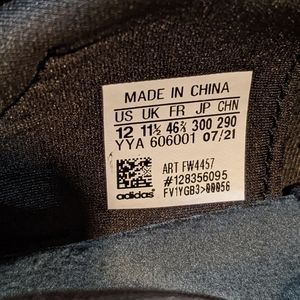 MADE IN CHINA
US UK FR JP CHN
12 11½ 46⅔ 300 290
YYA 606001 07/21
ART FW4457
#128356095
FV1YGB3>00056
adidas